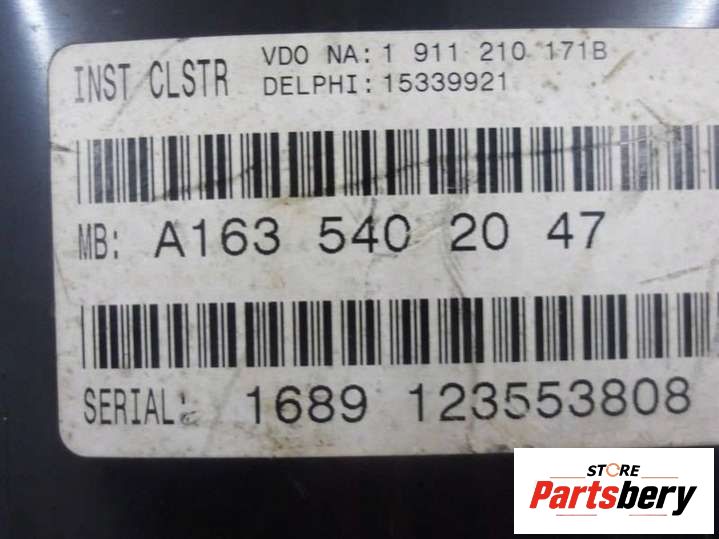 INST CLSTR
VDO NA: 1 911 210 171B
DELPHI: 15339921
MB: A163 540 20 47
SERIAL: 1689 123553808
STORE
Partsbery